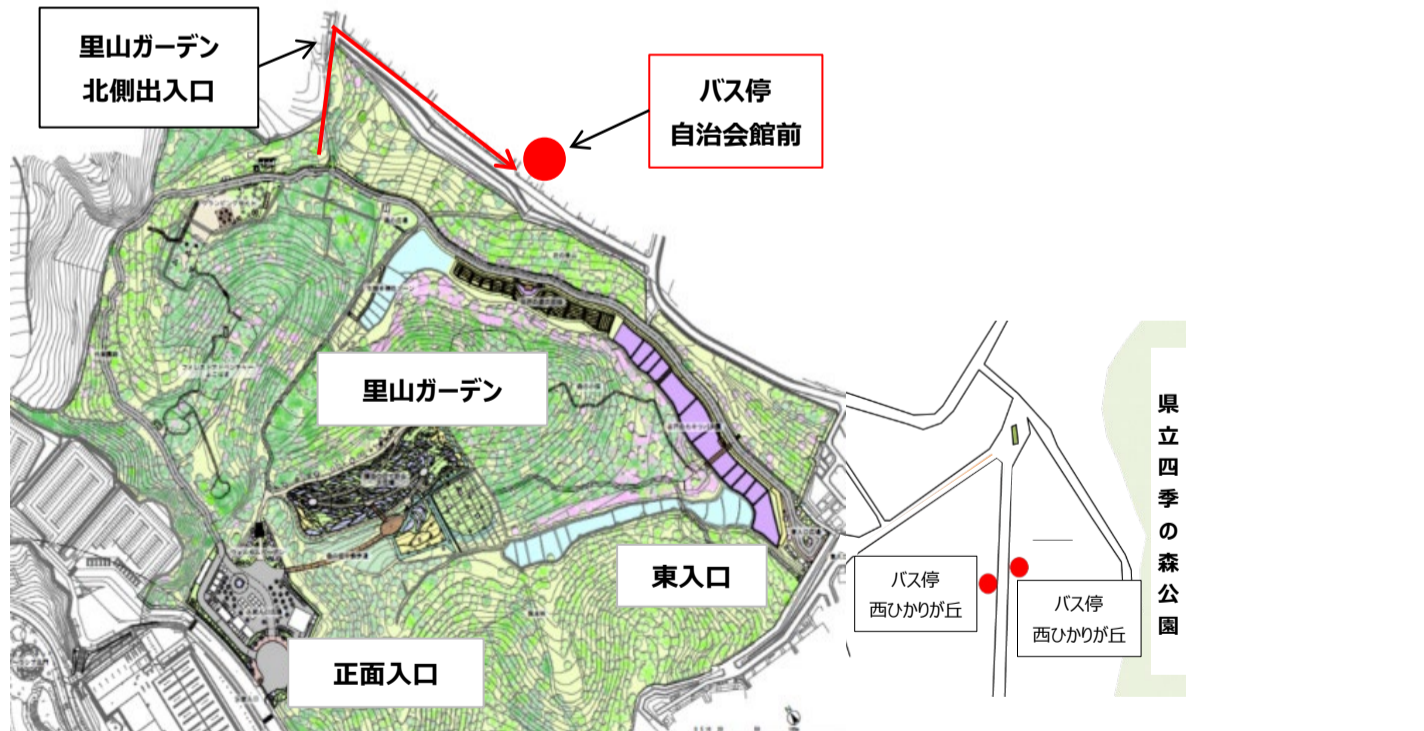 里山ガーデン
北側出入口
バス停
自治会館前
里山ガーデン
東入口
正面入口
バス停
西ひかりが丘
バス停
西ひかりが丘
県立四季の森公園